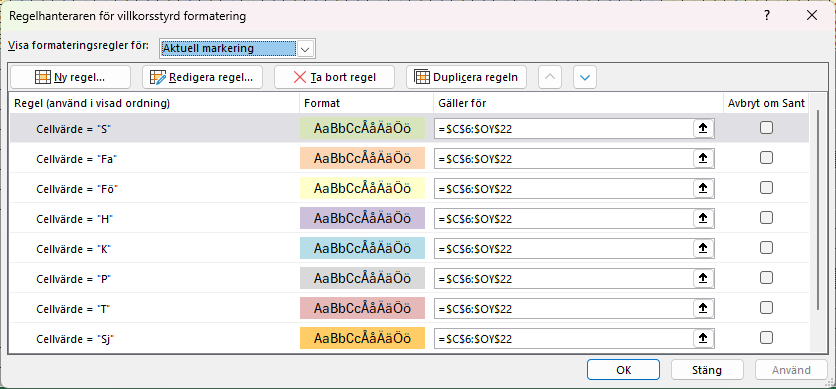 Regelhanteraren för villkorsstyrd formatering
Visa formateringsregler för: Aktuell markering
Ny regel... Redigera regel... Ta bort regel Duplicera regeln
Regel (använd i visad ordning) Format Gäller för Avbryt om Sant
Cellvärde = "S" AaBbCcÅåÄäÖö =$C$6:$OY$22
Cellvärde = "Fa" AaBbCcÅåÄäÖö =$C$6:$OY$22
Cellvärde = "Fö" AaBbCcÅåÄäÖö =$C$6:$OY$22
Cellvärde = "H" AaBbCcÅåÄäÖö =$C$6:$OY$22
Cellvärde = "K" AaBbCcÅåÄäÖö =$C$6:$OY$22
Cellvärde = "P" AaBbCcÅåÄäÖö =$C$6:$OY$22
Cellvärde = "T" AaBbCcÅåÄäÖö =$C$6:$OY$22
Cellvärde = "Sj" AaBbCcÅåÄäÖö =$C$6:$OY$22
OK Stäng Använd